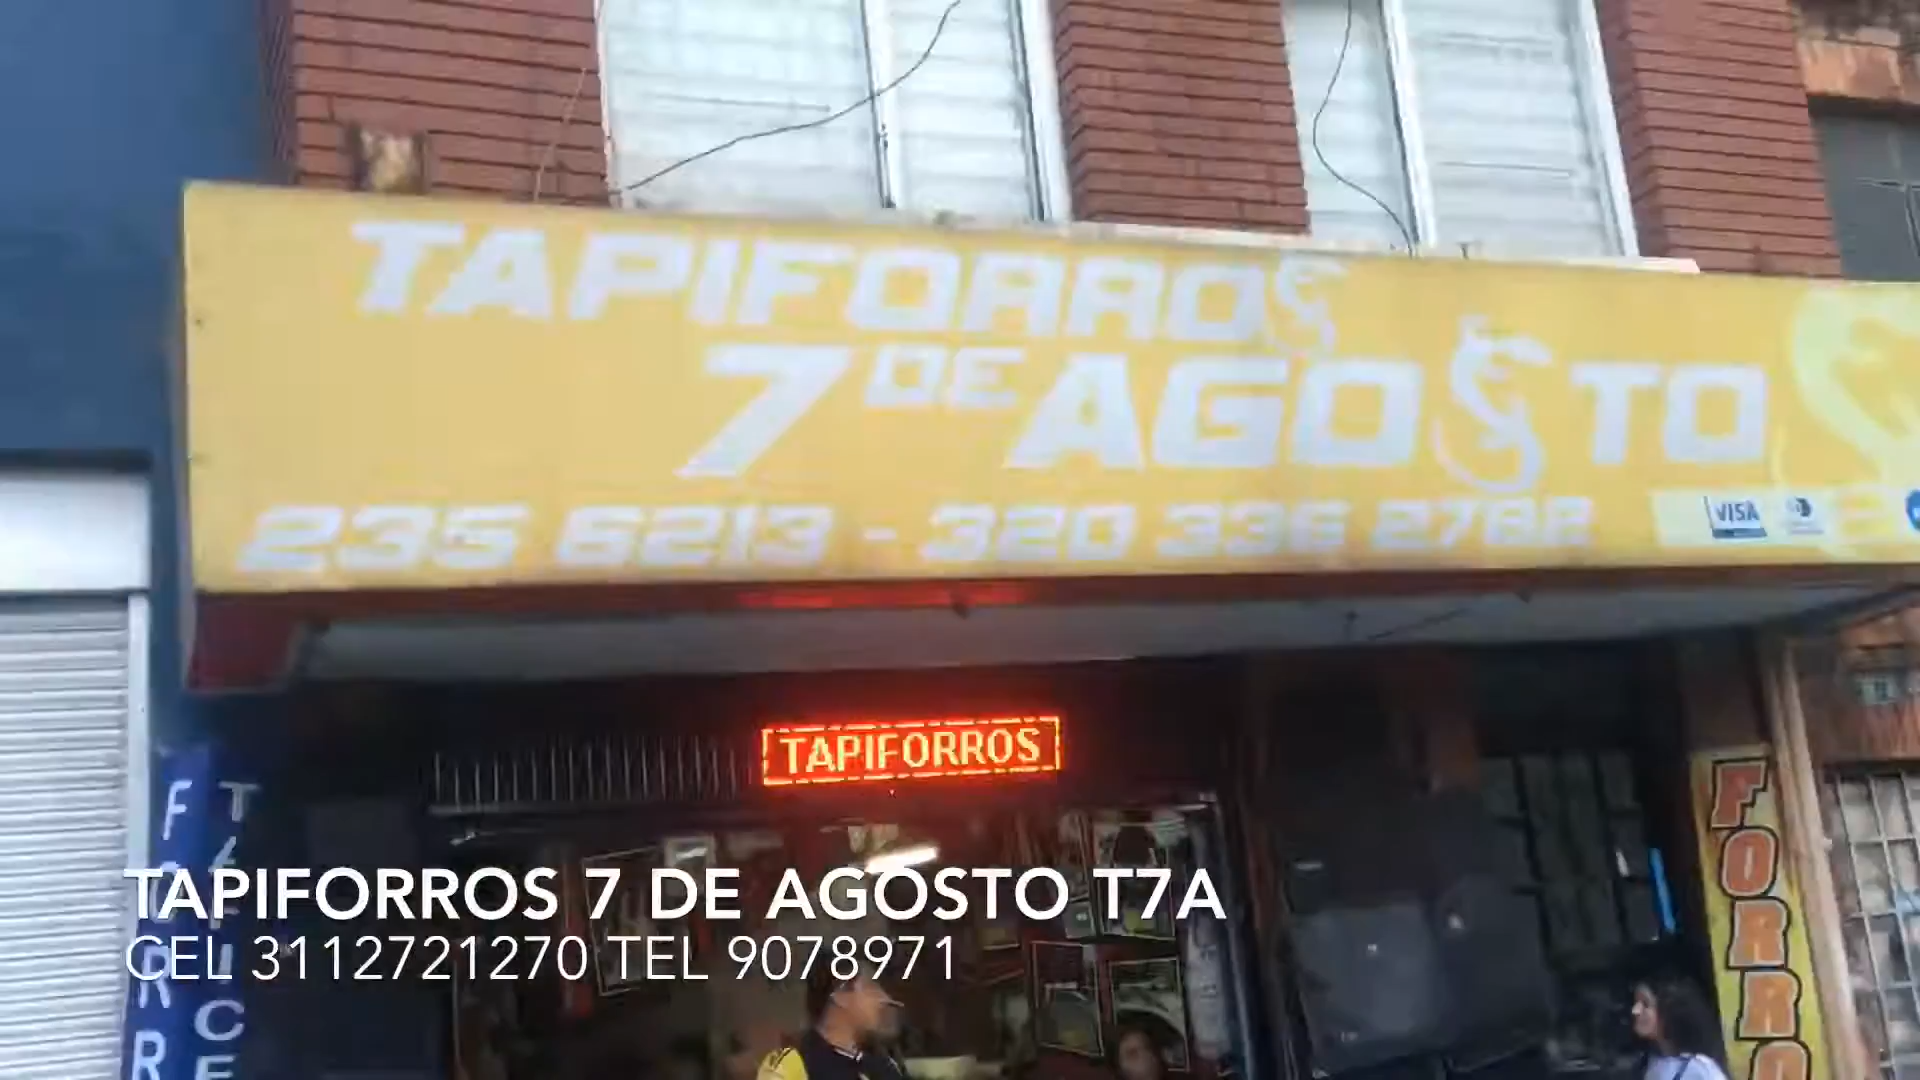 TAPIFORROS
7 DE AGOSTO
235 6213 - 320 336 2782
VISA
TAPIFORROS
FORRO
TAPIFORROS 7 DE AGOSTO T7A
CEL 3112721270 TEL 9078971